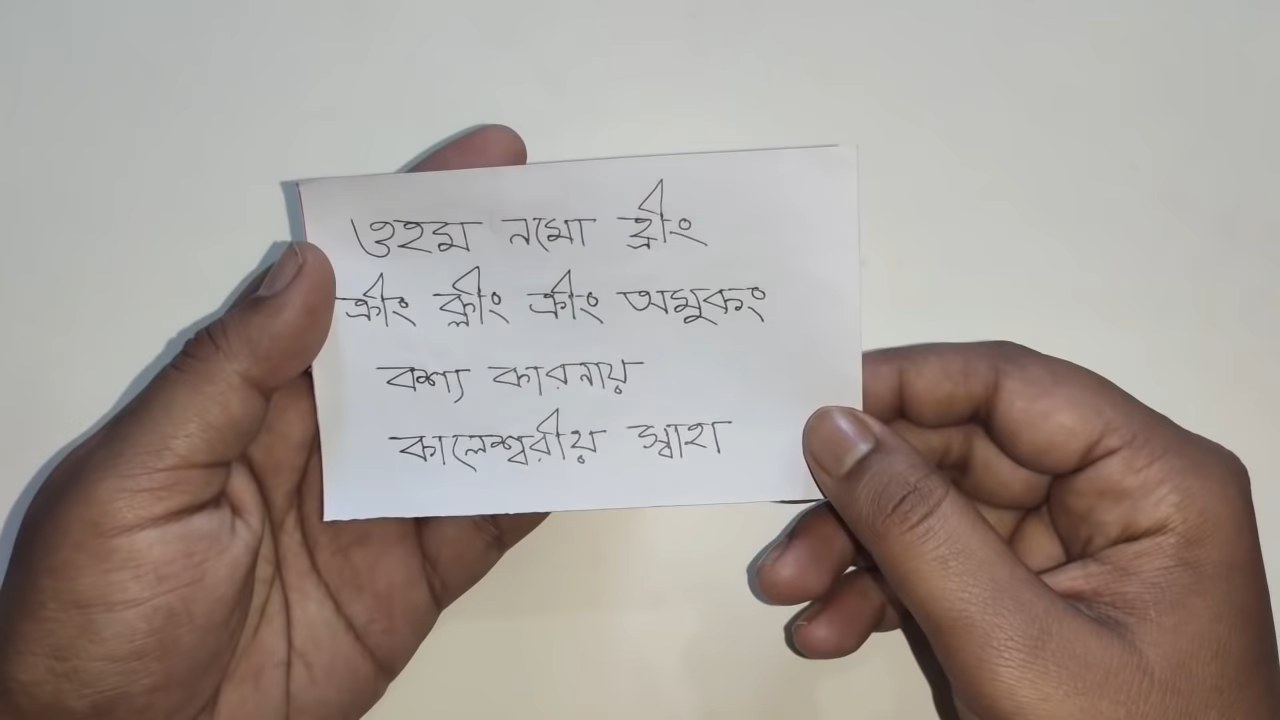 ওহম নমো হ্রীং
ক্রীং ক্লীং ক্রীং অমুকং
বশ্য কারনায়
কালেশ্বরীয় স্বাহা